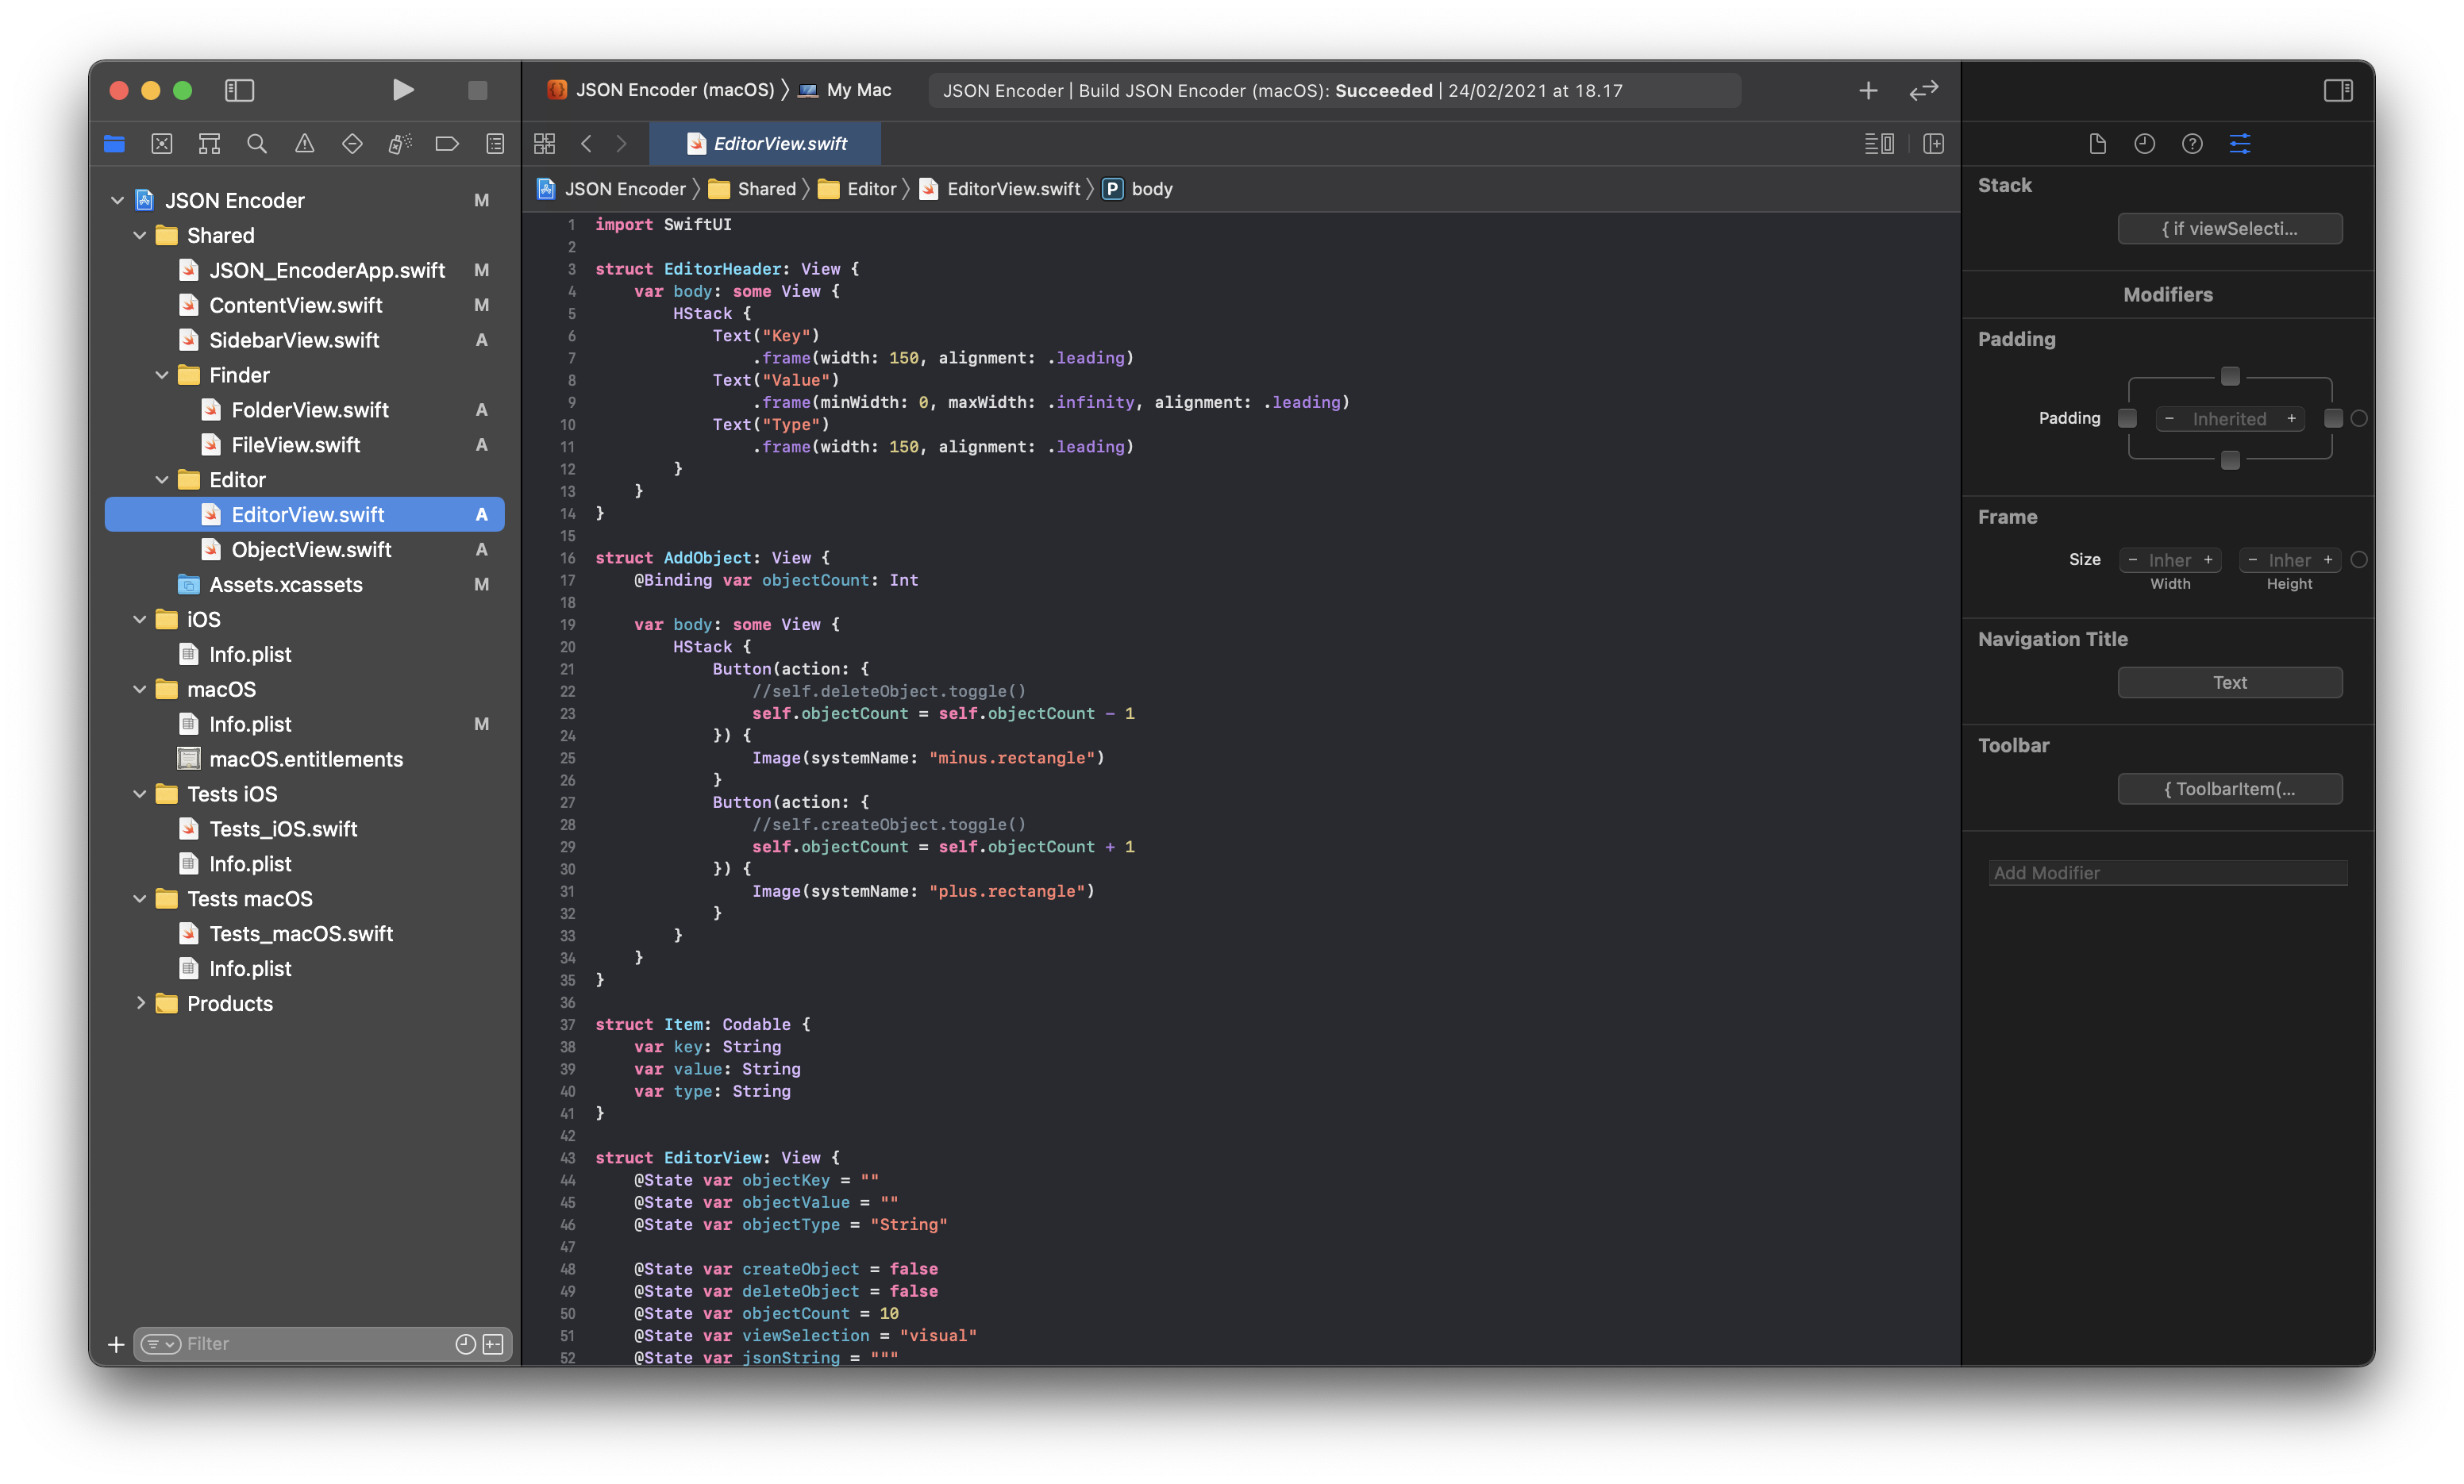 JSON Encoder (macOS) 〉 My Mac
JSON Encoder | Build JSON Encoder (macOS): Succeeded | 24/02/2021 at 18.17
EditorView.swift
JSON Encoder 〉 Shared 〉 Editor 〉 EditorView.swift 〉 P body
JSON Encoder M
Shared
JSON_EncoderApp.swift M
ContentView.swift M
SidebarView.swift A
Finder
FolderView.swift A
FileView.swift A
Editor
EditorView.swift A
ObjectView.swift A
Assets.xcassets M
iOS
Info.plist
macOS
Info.plist M
macOS.entitlements
Tests iOS
Tests_iOS.swift
Info.plist
Tests macOS
Tests_macOS.swift
Info.plist
Products
Filter
1 import SwiftUI
2
3 struct EditorHeader: View {
4     var body: some View {
5         HStack {
6             Text("Key")
7                 .frame(width: 150, alignment: .leading)
8             Text("Value")
9                 .frame(minWidth: 0, maxWidth: .infinity, alignment: .leading)
10             Text("Type")
11                 .frame(width: 150, alignment: .leading)
12         }
13     }
14 }
15
16 struct AddObject: View {
17     @Binding var objectCount: Int
18
19     var body: some View {
20         HStack {
21             Button(action: {
22                 //self.deleteObject.toggle()
23                 self.objectCount = self.objectCount - 1
24             }) {
25                 Image(systemName: "minus.rectangle")
26             }
27             Button(action: {
28                 //self.createObject.toggle()
29                 self.objectCount = self.objectCount + 1
30             }) {
31                 Image(systemName: "plus.rectangle")
32             }
33         }
34     }
35 }
36
37 struct Item: Codable {
38     var key: String
39     var value: String
40     var type: String
41 }
42
43 struct EditorView: View {
44     @State var objectKey = ""
45     @State var objectValue = ""
46     @State var objectType = "String"
47
48     @State var createObject = false
49     @State var deleteObject = false
50     @State var objectCount = 10
51     @State var viewSelection = "visual"
52     @State var jsonString = """
Stack
{ if viewSelecti...
Modifiers
Padding
Padding − Inherited +
Frame
Size − Inher + − Inher +
Width Height
Navigation Title
Text
Toolbar
{ ToolbarItem(...
Add Modifier